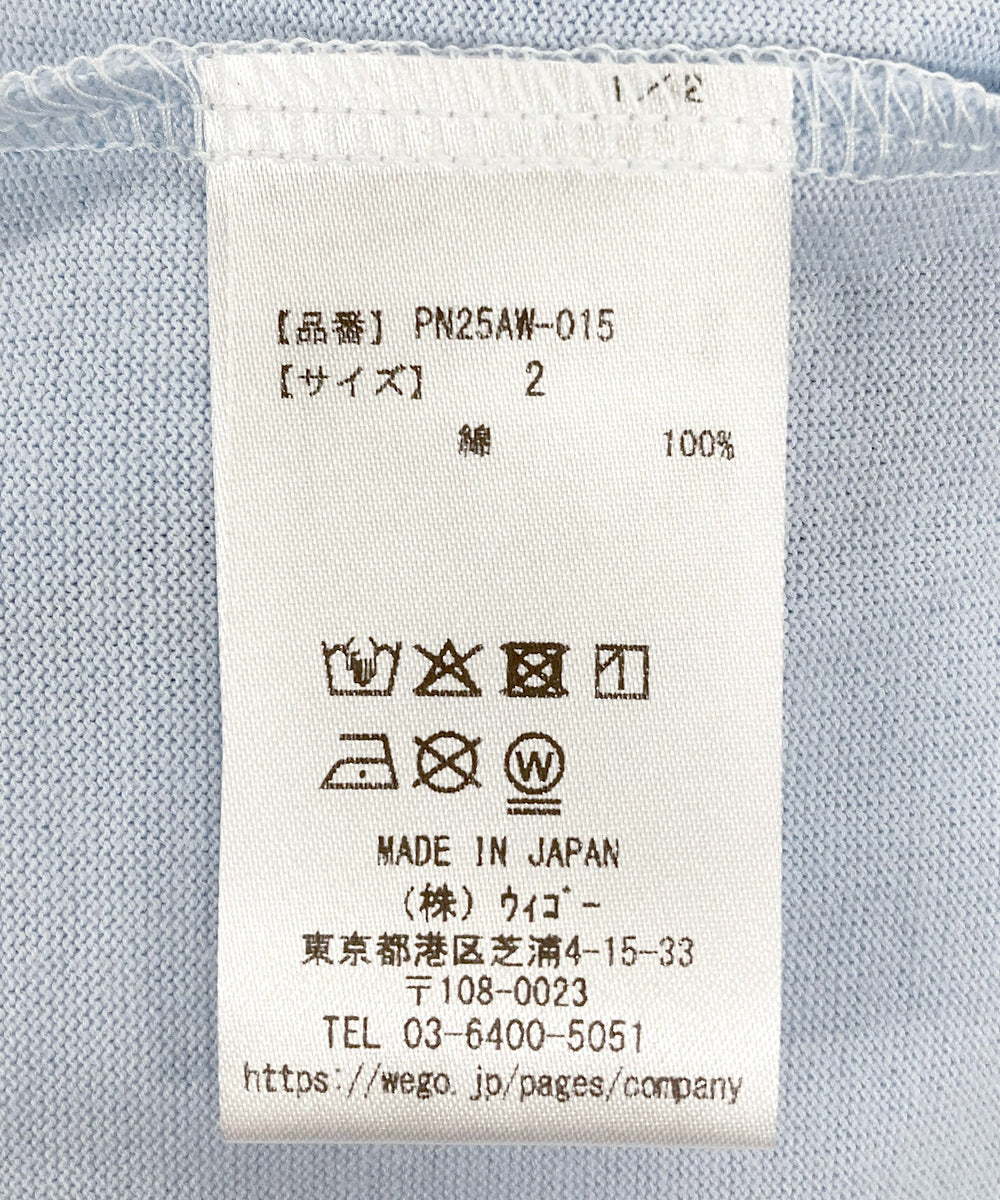 1/2
【品番】 PN25AW-015
【サイズ】 2
綿 100%
W
MADE IN JAPAN
(株) ウィゴー
東京都港区芝浦4-15-33
〒108-0023
TEL 03-6400-5051
https://wego.jp/pages/company